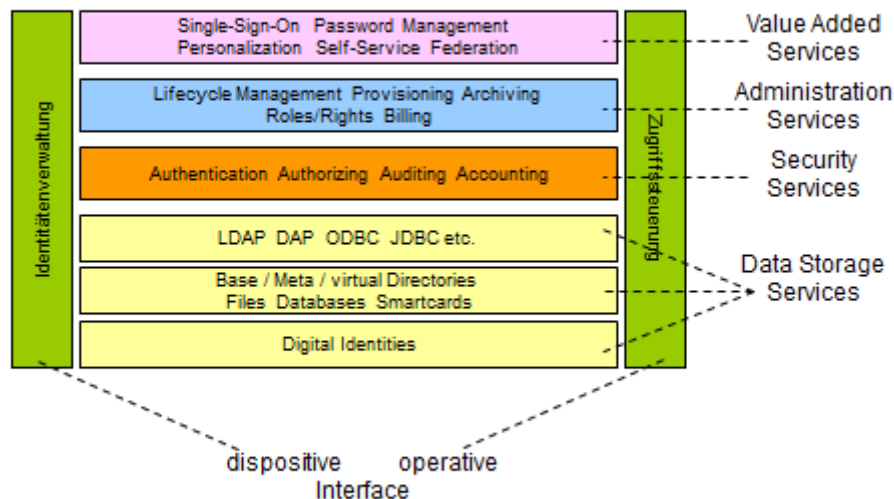 Single-Sign-On Password Management
Personalization Self-Service Federation
Value Added
Services
Lifecycle Management Provisioning Archiving
Roles/Rights Billing
Administration
Services
Authentication Authorizing Auditing Accounting
Security
Services
LDAP DAP ODBC JDBC etc.
Base / Meta / virtual Directories
Files Databases Smartcards
Data Storage
Services
Digital Identities
Identitätenverwaltung
Zugriffssteuerung
dispositive operative
Interface